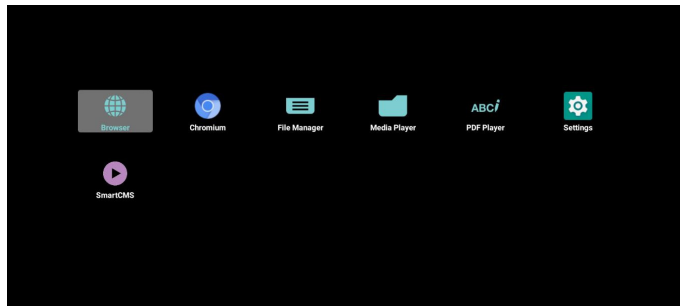 Browser
Chromium
File Manager
Media Player
ABCi
PDF Player
Settings
SmartCMS